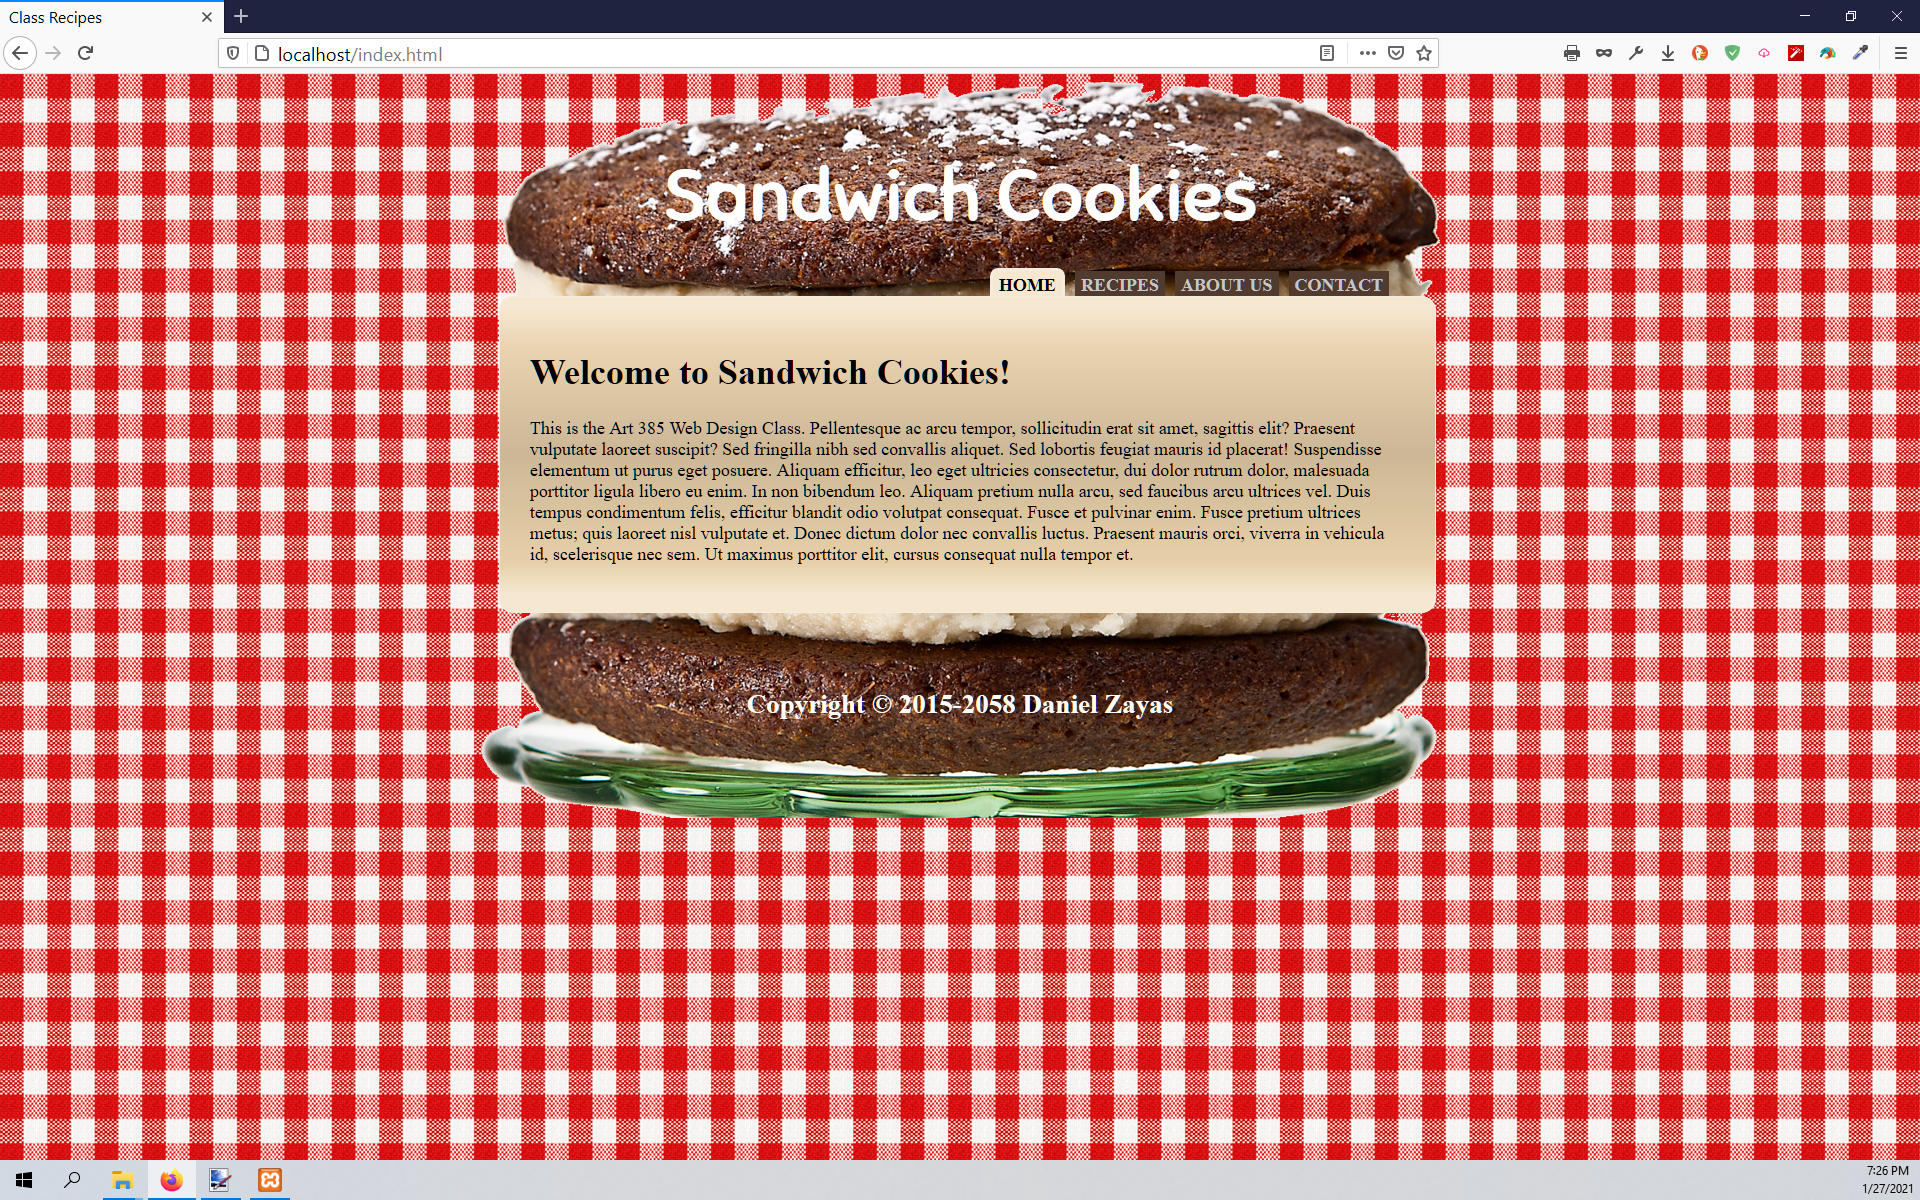 Class Recipes
localhost/index.html
Sandwich Cookies
HOME RECIPES ABOUT US CONTACT
Welcome to Sandwich Cookies!
This is the Art 385 Web Design Class. Pellentesque ac arcu tempor, sollicitudin erat sit amet, sagittis elit? Praesent
vulputate laoreet suscipit? Sed fringilla nibh sed convallis aliquet. Sed lobortis feugiat mauris id placerat! Suspendisse
elementum ut purus eget posuere. Aliquam efficitur, leo eget ultricies consectetur, dui dolor rutrum dolor, malesuada
porttitor ligula libero eu enim. In non bibendum leo. Aliquam pretium nulla arcu, sed faucibus arcu ultrices vel. Duis
tempus condimentum felis, efficitur blandit odio volutpat consequat. Fusce et pulvinar enim. Fusce pretium ultrices
metus; quis laoreet nisl vulputate et. Donec dictum dolor nec convallis luctus. Praesent mauris orci, viverra in vehicula
id, scelerisque nec sem. Ut maximus porttitor elit, cursus consequat nulla tempor et.
Copyright © 2015-2058 Daniel Zayas
7:26 PM
1/27/2021